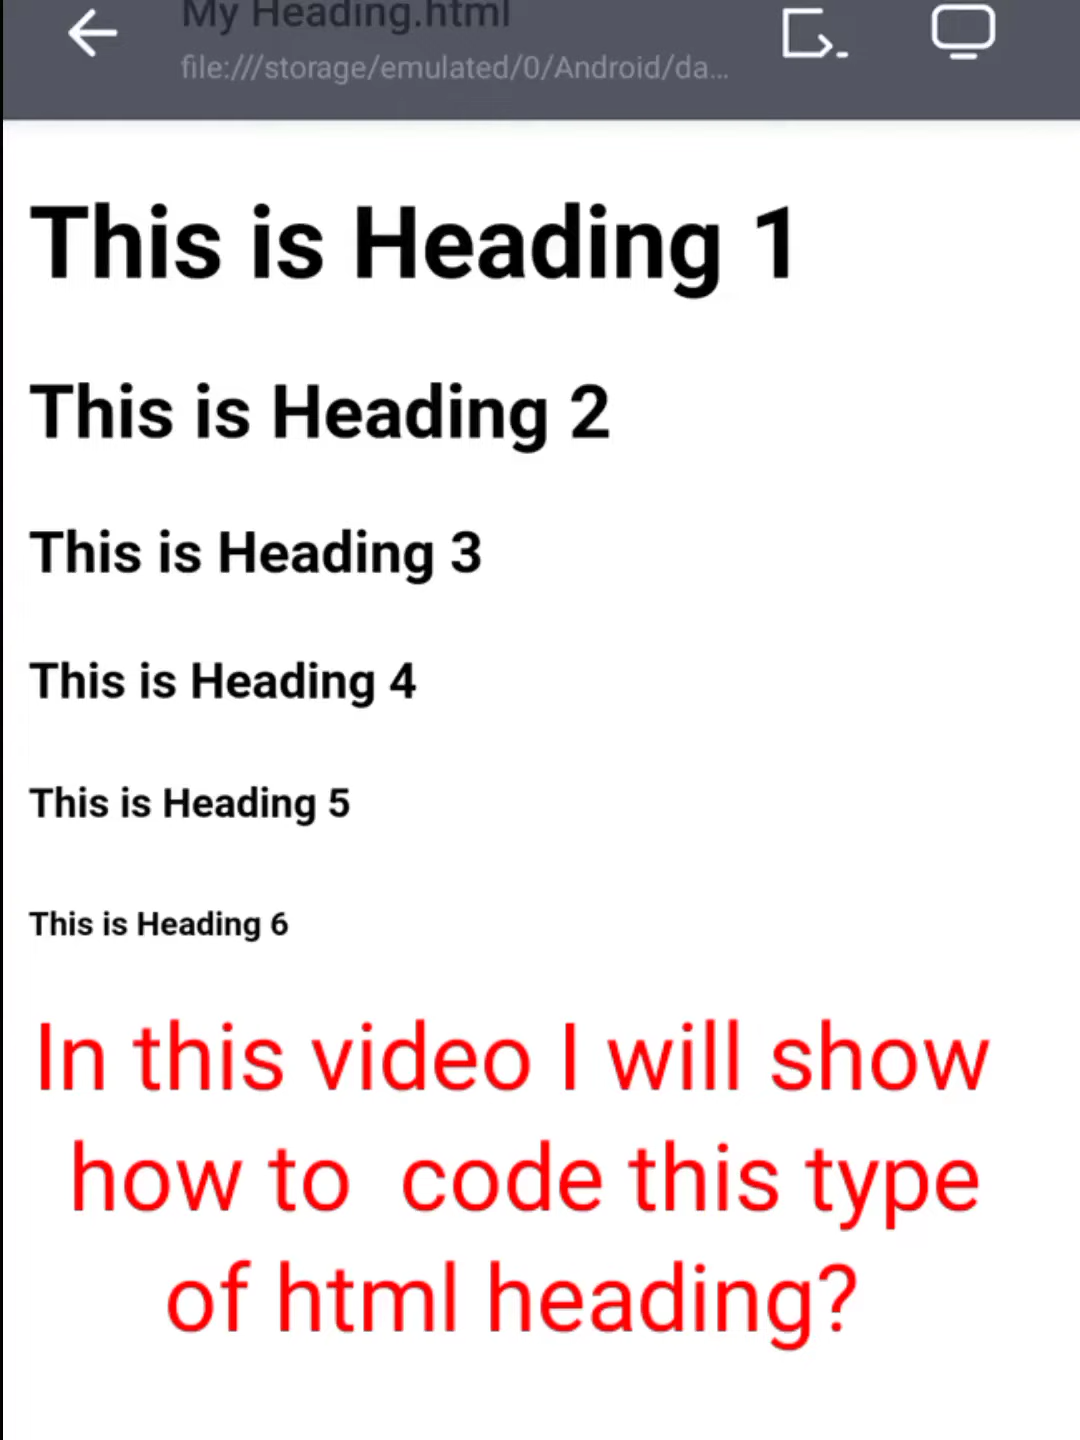 My Heading.html
file:///storage/emulated/0/Android/da...
This is Heading 1
This is Heading 2
This is Heading 3
This is Heading 4
This is Heading 5
This is Heading 6
In this video I will show
how to  code this type
of html heading?